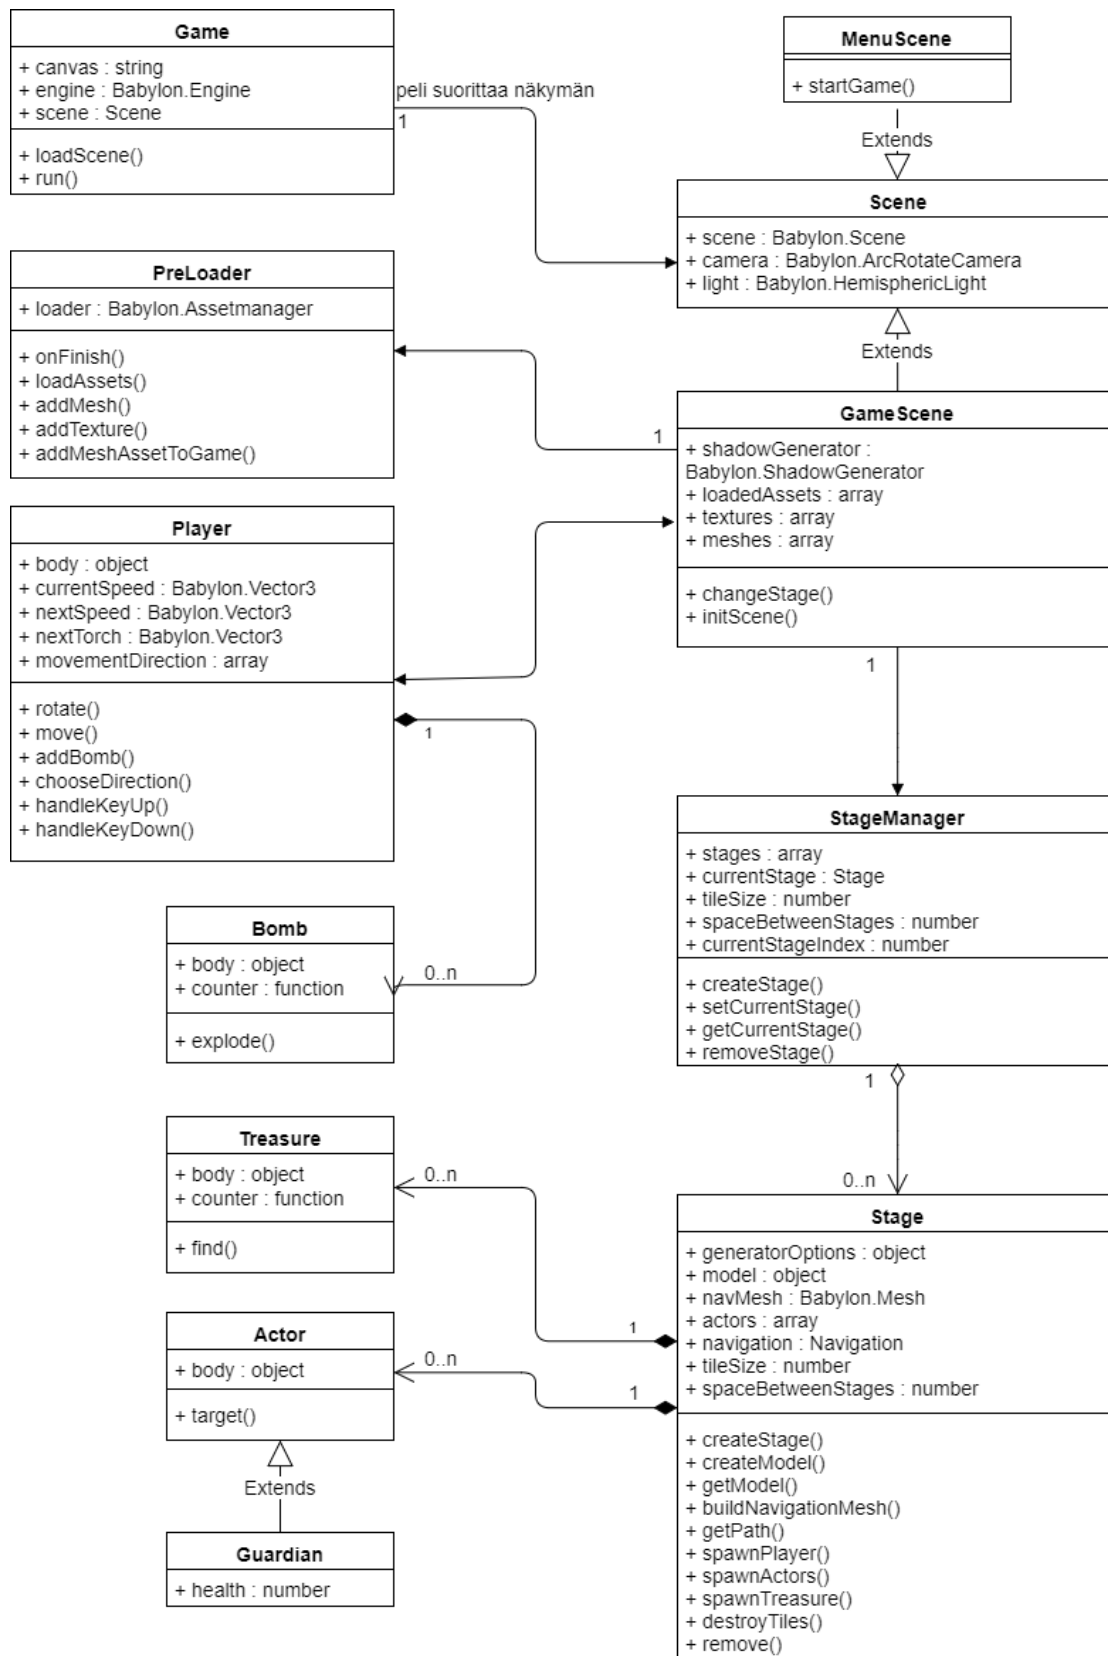 Game
+ canvas : string
+ engine : Babylon.Engine
+ scene : Scene
+ loadScene()
+ run()
peli suorittaa näkymän
1
MenuScene
+ startGame()
Extends
Scene
+ scene : Babylon.Scene
+ camera : Babylon.ArcRotateCamera
+ light : Babylon.HemisphericLight
Extends
PreLoader
+ loader : Babylon.Assetmanager
+ onFinish()
+ loadAssets()
+ addMesh()
+ addTexture()
+ addMeshAssetToGame()
1
GameScene
+ shadowGenerator :
Babylon.ShadowGenerator
+ loadedAssets : array
+ textures : array
+ meshes : array
+ changeStage()
+ initScene()
1
Player
+ body : object
+ currentSpeed : Babylon.Vector3
+ nextSpeed : Babylon.Vector3
+ nextTorch : Babylon.Vector3
+ movementDirection : array
+ rotate()
+ move()
+ addBomb()
+ chooseDirection()
+ handleKeyUp()
+ handleKeyDown()
1
StageManager
+ stages : array
+ currentStage : Stage
+ tileSize : number
+ spaceBetweenStages : number
+ currentStageIndex : number
+ createStage()
+ setCurrentStage()
+ getCurrentStage()
+ removeStage()
1
0..n
Bomb
+ body : object
+ counter : function
+ explode()
0..n
Treasure
+ body : object
+ counter : function
+ find()
0..n
1
Stage
+ generatorOptions : object
+ model : object
+ navMesh : Babylon.Mesh
+ actors : array
+ navigation : Navigation
+ tileSize : number
+ spaceBetweenStages : number
+ createStage()
+ createModel()
+ getModel()
+ buildNavigationMesh()
+ getPath()
+ spawnPlayer()
+ spawnActors()
+ spawnTreasure()
+ destroyTiles()
+ remove()
Actor
+ body : object
+ target()
0..n
1
Extends
Guardian
+ health : number